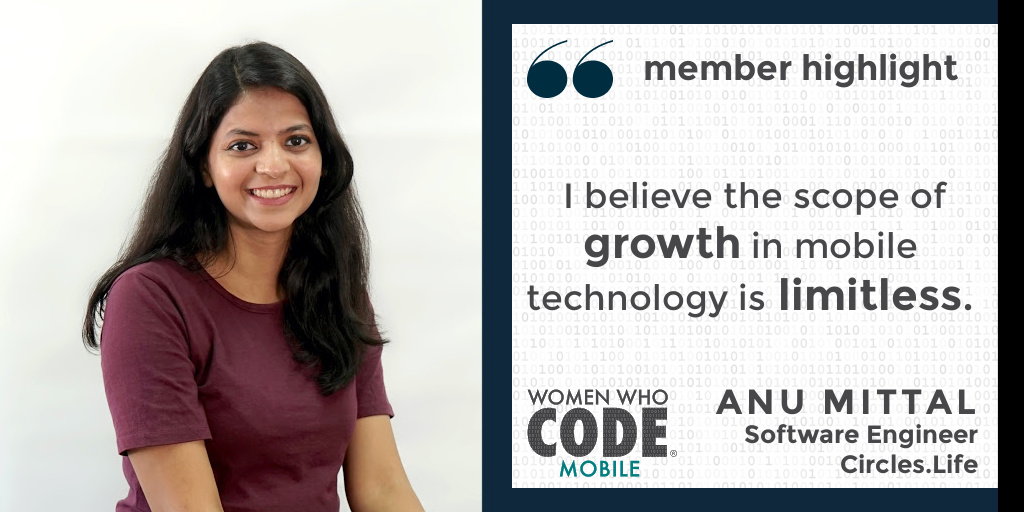 member highlight
I believe the scope of
growth in mobile
technology is limitless.
WOMEN WHO
CODE®
MOBILE
ANU MITTAL
Software Engineer
Circles.Life